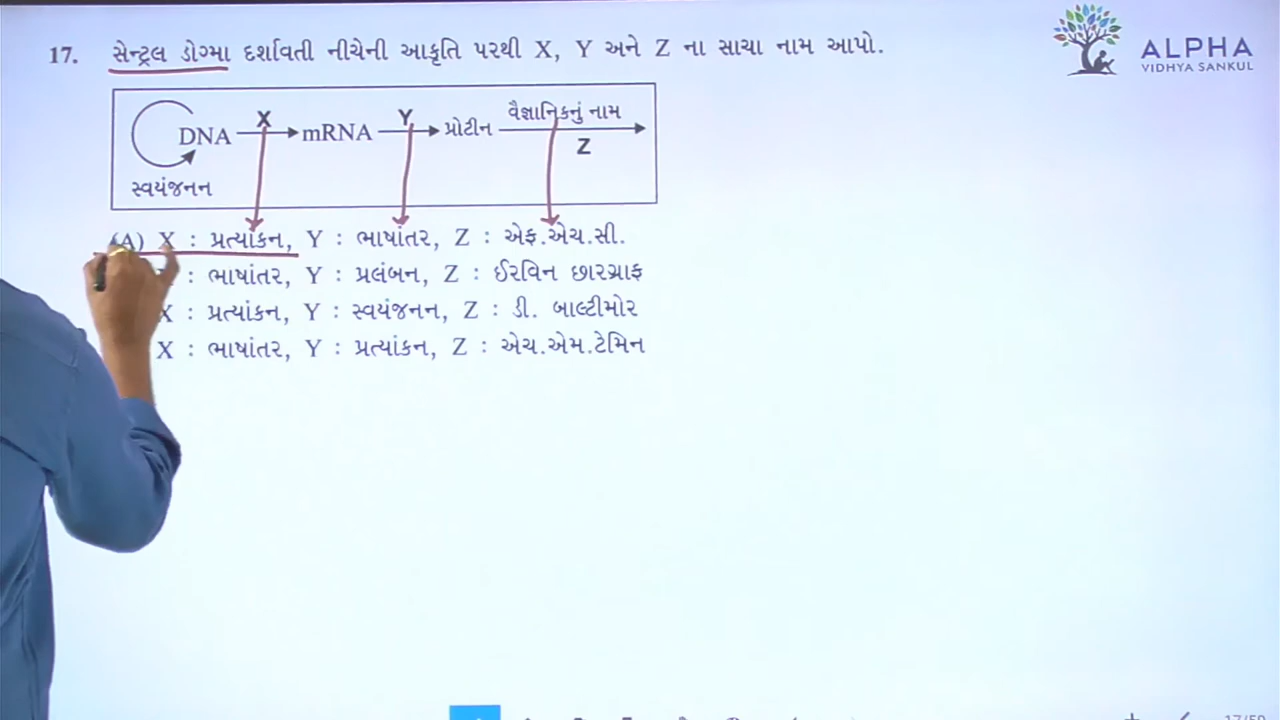 17. સેન્ટ્રલ ડોગ્મા દર્શાવતી નીચેની આકૃતિ પરથી X, Y અને Z ના સાચા નામ આપો.
ALPHA
VIDHYA SANKUL
DNA X mRNA Y પ્રોટીન વૈજ્ઞાનિકનું નામ
Z
સ્વયંજનન
(A) X : પ્રત્યાંકન, Y : ભાષાંતર, Z : એફ.એચ.સી.
: ભાષાંતર, Y : પ્રલંબન, Z : ઈરવિન છારગ્રાફ
X : પ્રત્યાંકન, Y : સ્વયંજનન, Z : ડી. બાલ્ટીમોર
X : ભાષાંતર, Y : પ્રત્યાંકન, Z : એચ.એમ.ટેમિન